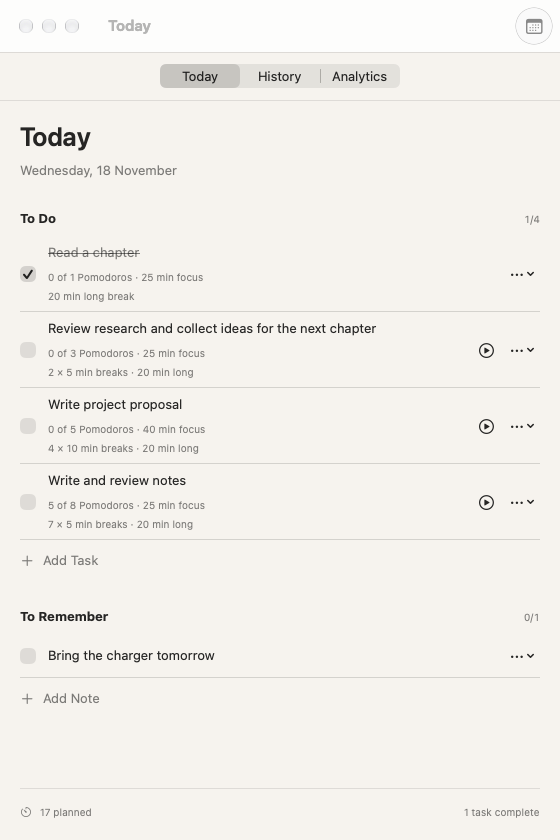 Today
Today
History
Analytics
Today
Wednesday, 18 November
To Do
1/4
Read a chapter
0 of 1 Pomodoros · 25 min focus
20 min long break
Review research and collect ideas for the next chapter
0 of 3 Pomodoros · 25 min focus
2 × 5 min breaks · 20 min long
Write project proposal
0 of 5 Pomodoros · 40 min focus
4 × 10 min breaks · 20 min long
Write and review notes
5 of 8 Pomodoros · 25 min focus
7 × 5 min breaks · 20 min long
Add Task
To Remember
0/1
Bring the charger tomorrow
Add Note
17 planned
1 task complete